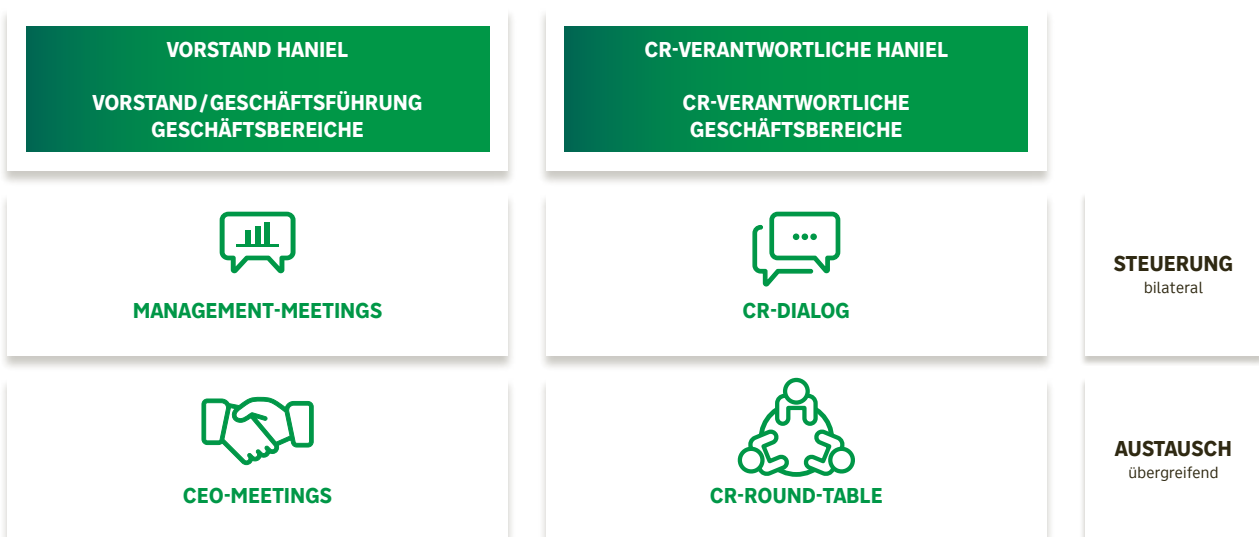 VORSTAND HANIEL
VORSTAND/GESCHÄFTSFÜHRUNG
GESCHÄFTSBEREICHE
CR-VERANTWORTLICHE HANIEL
CR-VERANTWORTLICHE
GESCHÄFTSBEREICHE
MANAGEMENT-MEETINGS
CR-DIALOG
STEUERUNG
bilateral
CEO-MEETINGS
CR-ROUND-TABLE
AUSTAUSCH
übergreifend